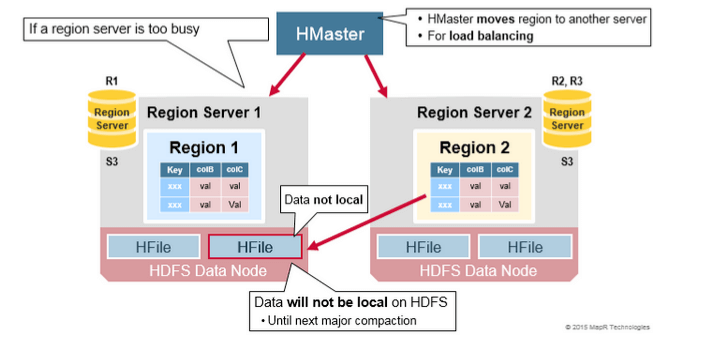 If a region server is too busy
HMaster
• HMaster moves region to another server
• For load balancing
R1
Region
Server
S3
Region Server 1
Region 1
Key colB colC
xxx val val
xxx val Val
Data not local
HFile HFile
HDFS Data Node
Data will not be local on HDFS
• Until next major compaction
Region Server 2
Region 2
Key colB colC
xxx val val
xxx val Val
R2, R3
Region
Server
S3
HFile HFile
HDFS Data Node
© 2015 MapR Technologies